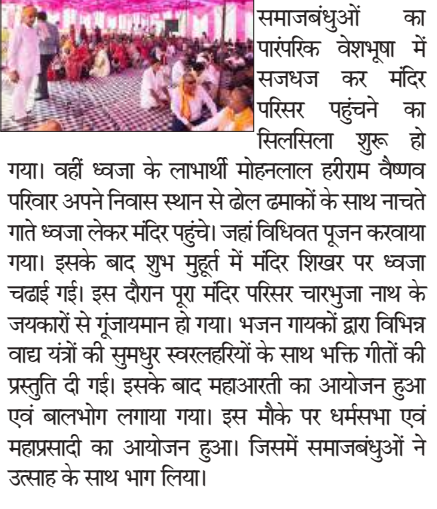 समाजबंधुओं का
पारंपरिक वेशभूषा में
सजधज कर मंदिर
परिसर पहुंचने का
सिलसिला शुरू हो
गया। वहीं ध्वजा के लाभार्थी मोहनलाल हरीराम वैष्णव
परिवार अपने निवास स्थान से ढोल ढमाकों के साथ नाचते
गाते ध्वजा लेकर मंदिर पहुंचे। जहां विधिवत पूजन करवाया
गया। इसके बाद शुभ मुहूर्त में मंदिर शिखर पर ध्वजा
चढाई गई। इस दौरान पूरा मंदिर परिसर चारभुजा नाथ के
जयकारों से गूंजायमान हो गया। भजन गायकों द्वारा विभिन्न
वाद्य यंत्रों की सुमधुर स्वरलहरियों के साथ भक्ति गीतों की
प्रस्तुति दी गई। इसके बाद महाआरती का आयोजन हुआ
एवं बालभोग लगाया गया। इस मौके पर धर्मसभा एवं
महाप्रसादी का आयोजन हुआ। जिसमें समाजबंधुओं ने
उत्साह के साथ भाग लिया।